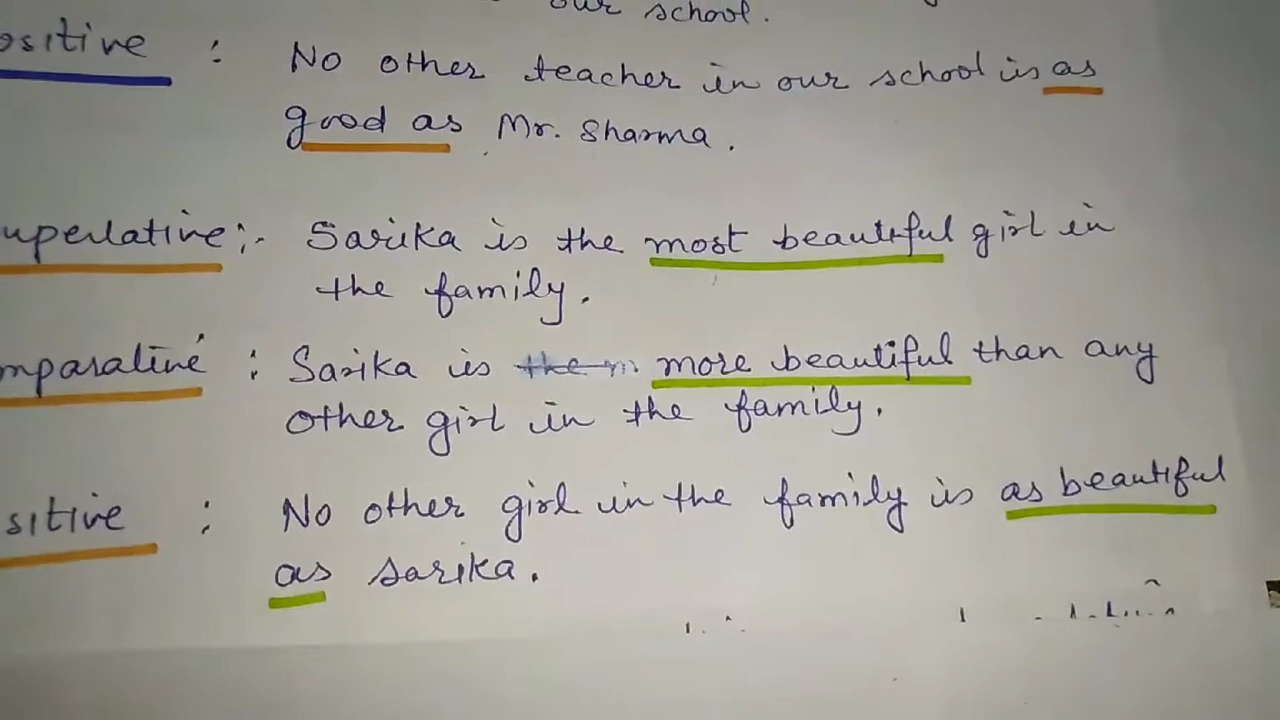 our school.
ositive : No other teacher in our school is as
good as Mr. Sharma.
uperlative :- Sarika is the most beautiful girl in
the family.
mparative : Sarika is the m more beautiful than any
other girl in the family.
sitive : No other girl in the family is as beautiful
as sarika.